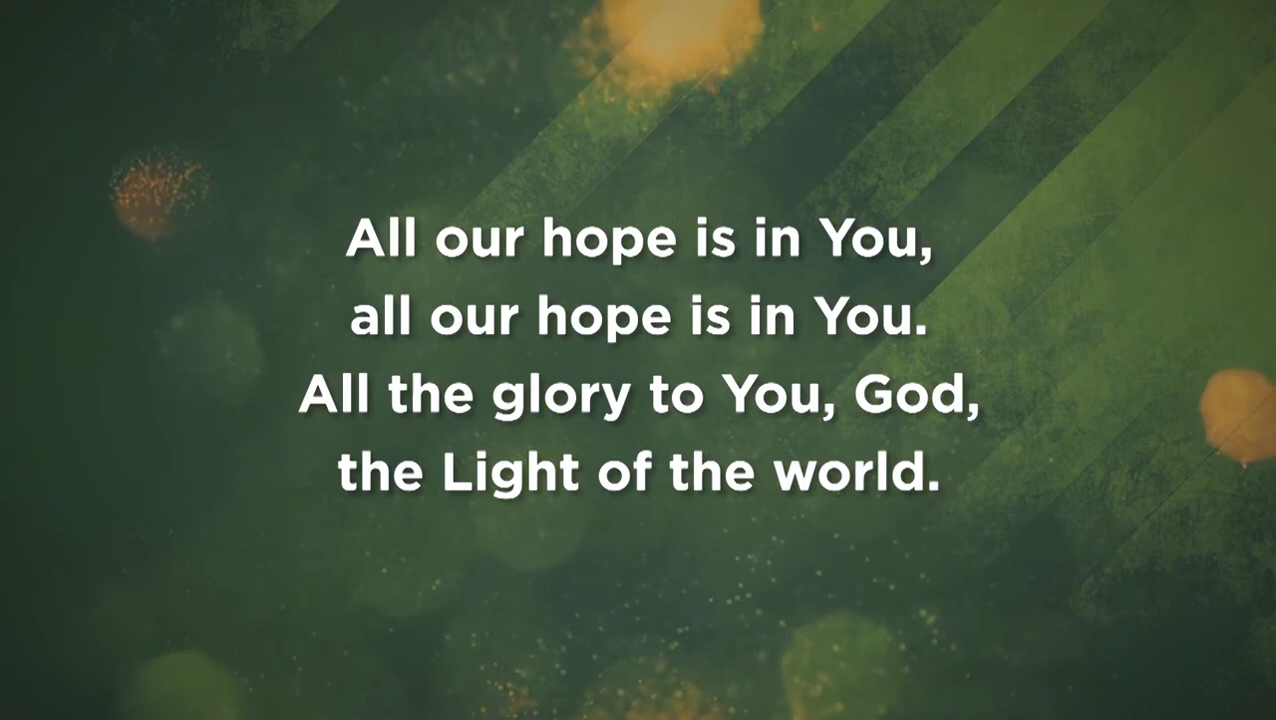 All our hope is in You,
all our hope is in You.
All the glory to You, God,
the Light of the world.